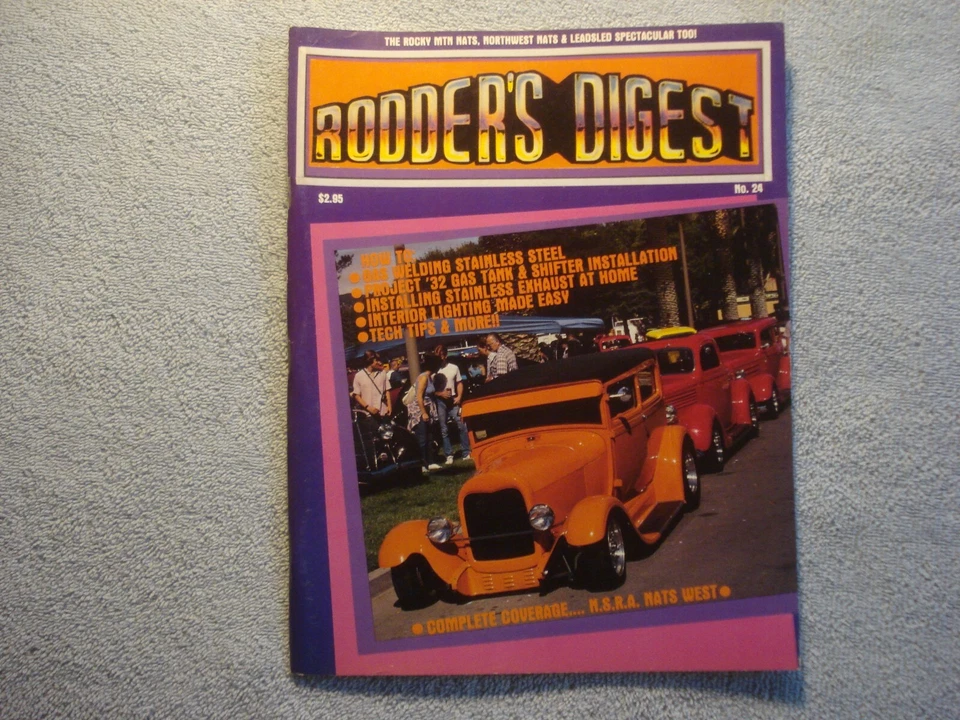 THE ROCKY MTN NATS, NORTHWEST NATS & LEADSLED SPECTACULAR TOO!
RODDER'S DIGEST
$2.95
No. 24
HOW TO:
● GAS WELDING STAINLESS STEEL
● PROJECT '32 GAS TANK & SHIFTER INSTALLATION
● INSTALLING STAINLESS EXHAUST AT HOME
● INTERIOR LIGHTING MADE EASY
● TECH TIPS & MORE!!
● COMPLETE COVERAGE.... N.S.R.A. NATS WEST ●